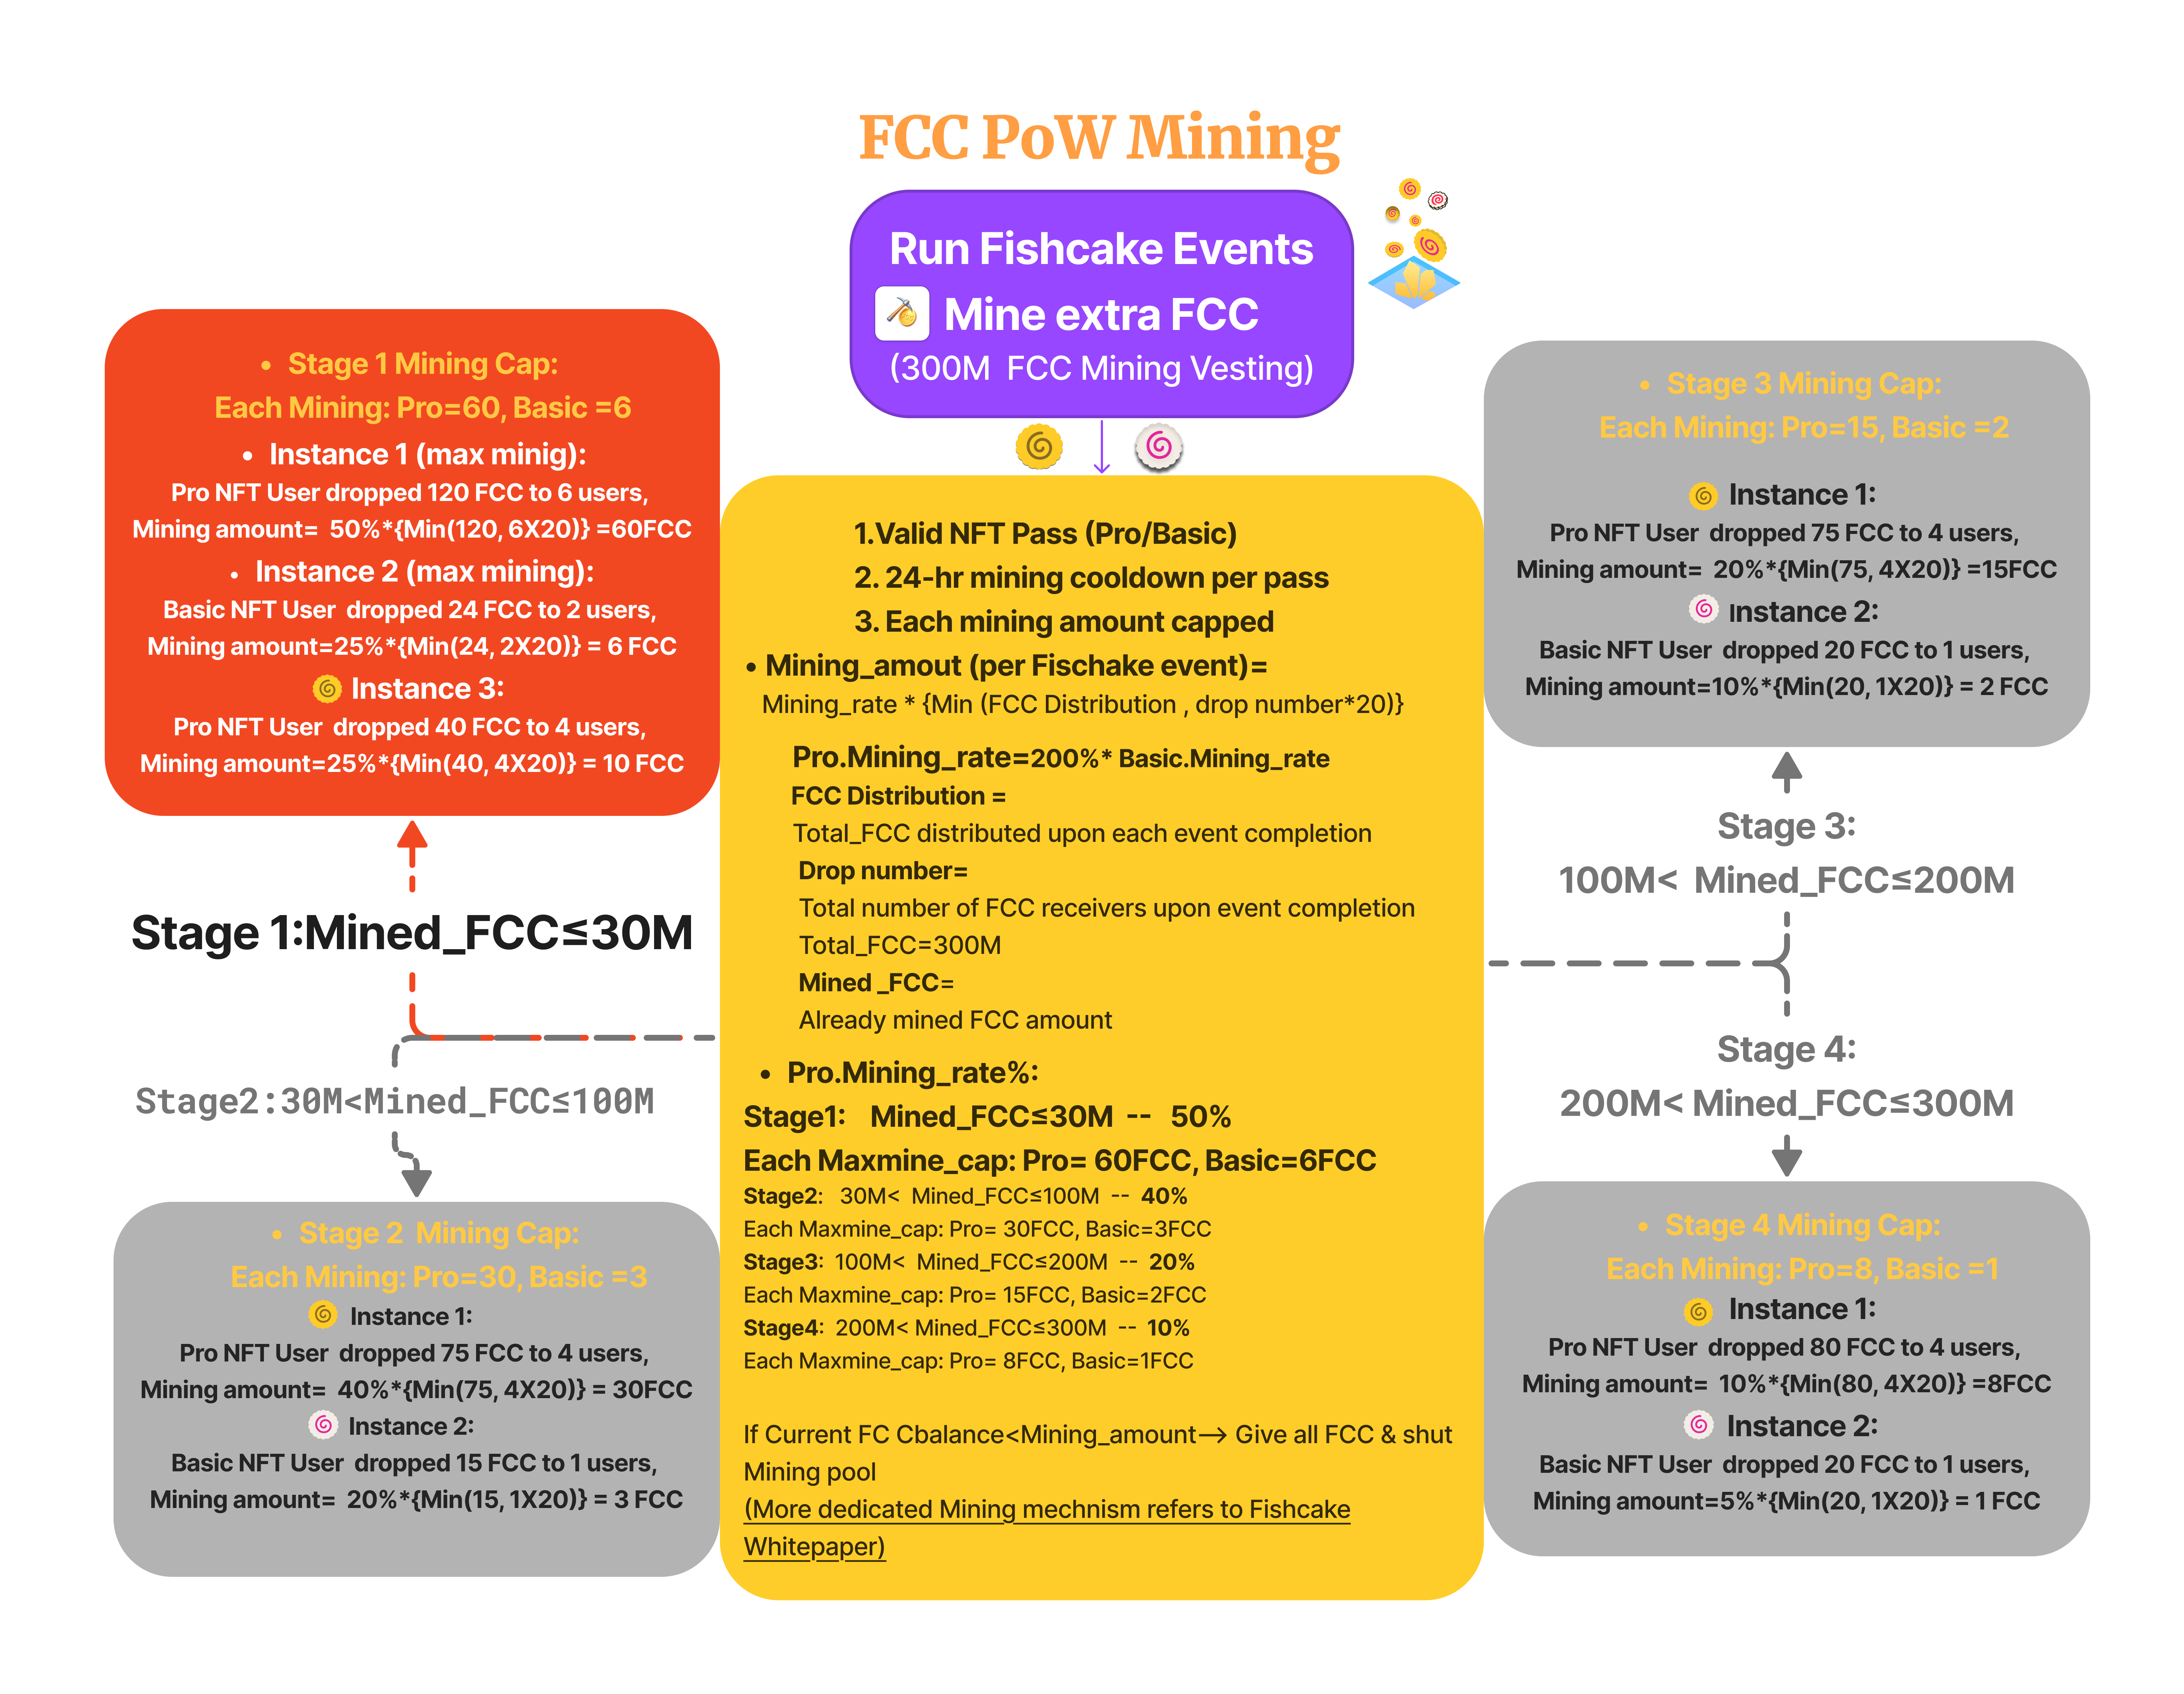 FCC PoW Mining
Run Fishcake Events
Mine extra FCC
(300M FCC Mining Vesting)
• Stage 1 Mining Cap:
Each Mining: Pro=60, Basic =6
• Instance 1 (max minig):
Pro NFT User dropped 120 FCC to 6 users,
Mining amount= 50%*{Min(120, 6X20)} =60FCC
• Instance 2 (max mining):
Basic NFT User dropped 24 FCC to 2 users,
Mining amount=25%*{Min(24, 2X20)} = 6 FCC
Instance 3:
Pro NFT User dropped 40 FCC to 4 users,
Mining amount=25%*{Min(40, 4X20)} = 10 FCC
Stage 1:Mined_FCC≤30M
Stage2:30M<Mined_FCC≤100M
• Stage 2 Mining Cap:
Each Mining: Pro=30, Basic =3
Instance 1:
Pro NFT User dropped 75 FCC to 4 users,
Mining amount= 40%*{Min(75, 4X20)} = 30FCC
Instance 2:
Basic NFT User dropped 15 FCC to 1 users,
Mining amount= 20%*{Min(15, 1X20)} = 3 FCC
1.Valid NFT Pass (Pro/Basic)
2. 24-hr mining cooldown per pass
3. Each mining amount capped
• Mining_amout (per Fischake event)=
Mining_rate * {Min (FCC Distribution , drop number*20)}
Pro.Mining_rate=200%* Basic.Mining_rate
FCC Distribution =
Total_FCC distributed upon each event completion
Drop number=
Total number of FCC receivers upon event completion
Total_FCC=300M
Mined _FCC=
Already mined FCC amount
• Pro.Mining_rate%:
Stage1: Mined_FCC≤30M -- 50%
Each Maxmine_cap: Pro= 60FCC, Basic=6FCC
Stage2: 30M< Mined_FCC≤100M -- 40%
Each Maxmine_cap: Pro= 30FCC, Basic=3FCC
Stage3: 100M< Mined_FCC≤200M -- 20%
Each Maxmine_cap: Pro= 15FCC, Basic=2FCC
Stage4: 200M< Mined_FCC≤300M -- 10%
Each Maxmine_cap: Pro= 8FCC, Basic=1FCC
If Current FC Cbalance<Mining_amount—> Give all FCC & shut
Mining pool
(More dedicated Mining mechnism refers to Fishcake
Whitepaper)
• Stage 3 Mining Cap:
Each Mining: Pro=15, Basic =2
Instance 1:
Pro NFT User dropped 75 FCC to 4 users,
Mining amount= 20%*{Min(75, 4X20)} =15FCC
Instance 2:
Basic NFT User dropped 20 FCC to 1 users,
Mining amount=10%*{Min(20, 1X20)} = 2 FCC
Stage 3:
100M< Mined_FCC≤200M
Stage 4:
200M< Mined_FCC≤300M
• Stage 4 Mining Cap:
Each Mining: Pro=8, Basic =1
Instance 1:
Pro NFT User dropped 80 FCC to 4 users,
Mining amount= 10%*{Min(80, 4X20)} =8FCC
Instance 2:
Basic NFT User dropped 20 FCC to 1 users,
Mining amount=5%*{Min(20, 1X20)} = 1 FCC